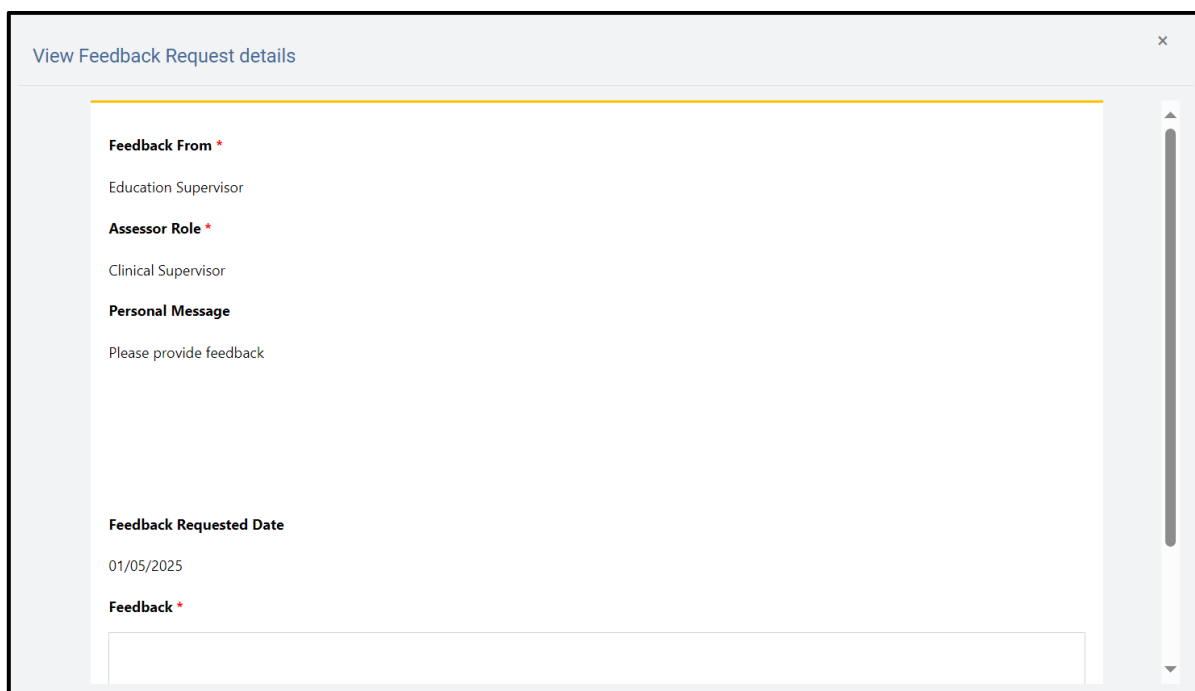 View Feedback Request details
×
Feedback From *
Education Supervisor
Assessor Role *
Clinical Supervisor
Personal Message
Please provide feedback
Feedback Requested Date
01/05/2025
Feedback *